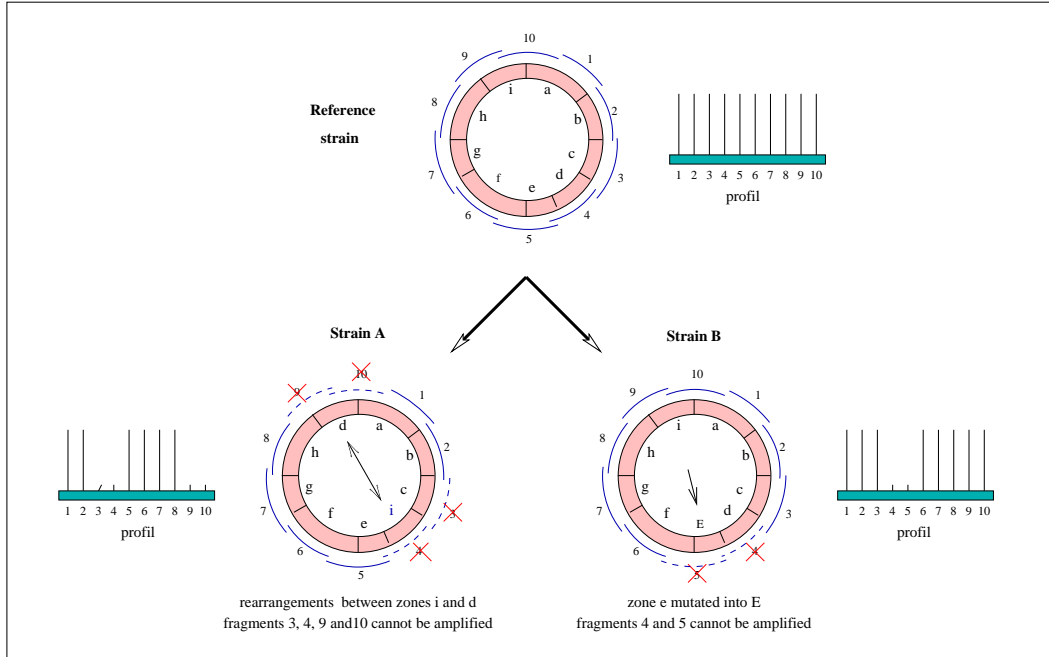 10
9
1
i
a
8
2
Reference
strain
h
b
g
c
f
d
e
7
3
6
4
5
1 2 3 4 5 6 7 8 9 10
profil
Strain A
10
9
1
d
a
8
2
h
b
g
c
f
i
e
7
3
6
4
5
1 2 3 4 5 6 7 8 9 10
profil
rearrangements between zones i and d
fragments 3, 4, 9 and10 cannot be amplified
Strain B
10
9
1
i
a
8
2
h
b
g
c
f
d
E
7
3
6
4
5
1 2 3 4 5 6 7 8 9 10
profil
zone e mutated into E
fragments 4 and 5 cannot be amplified